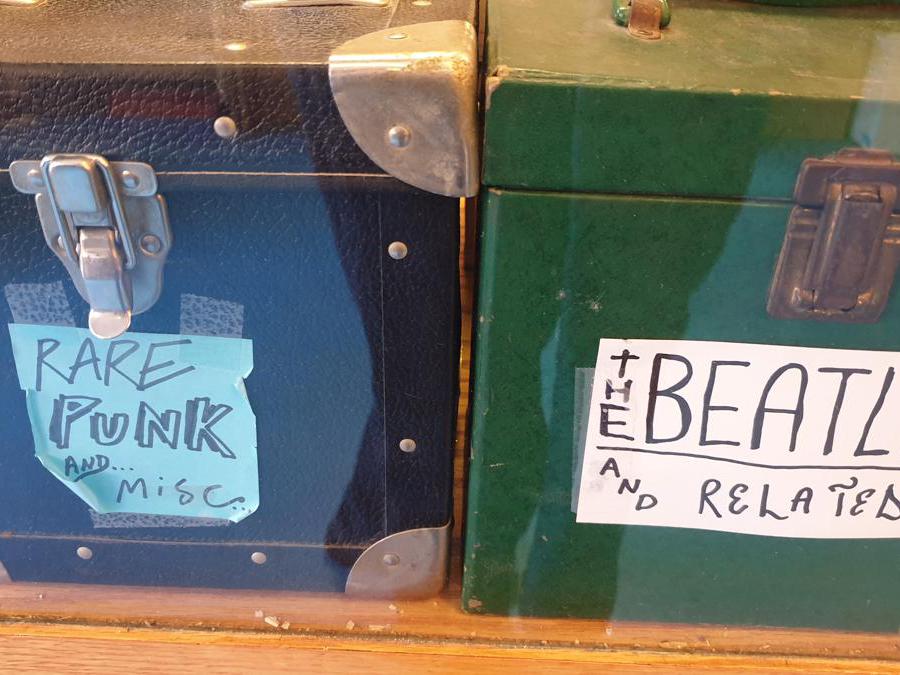 RARE
PUNK
AND...
MISC..
THE BEATL
AND RELATED